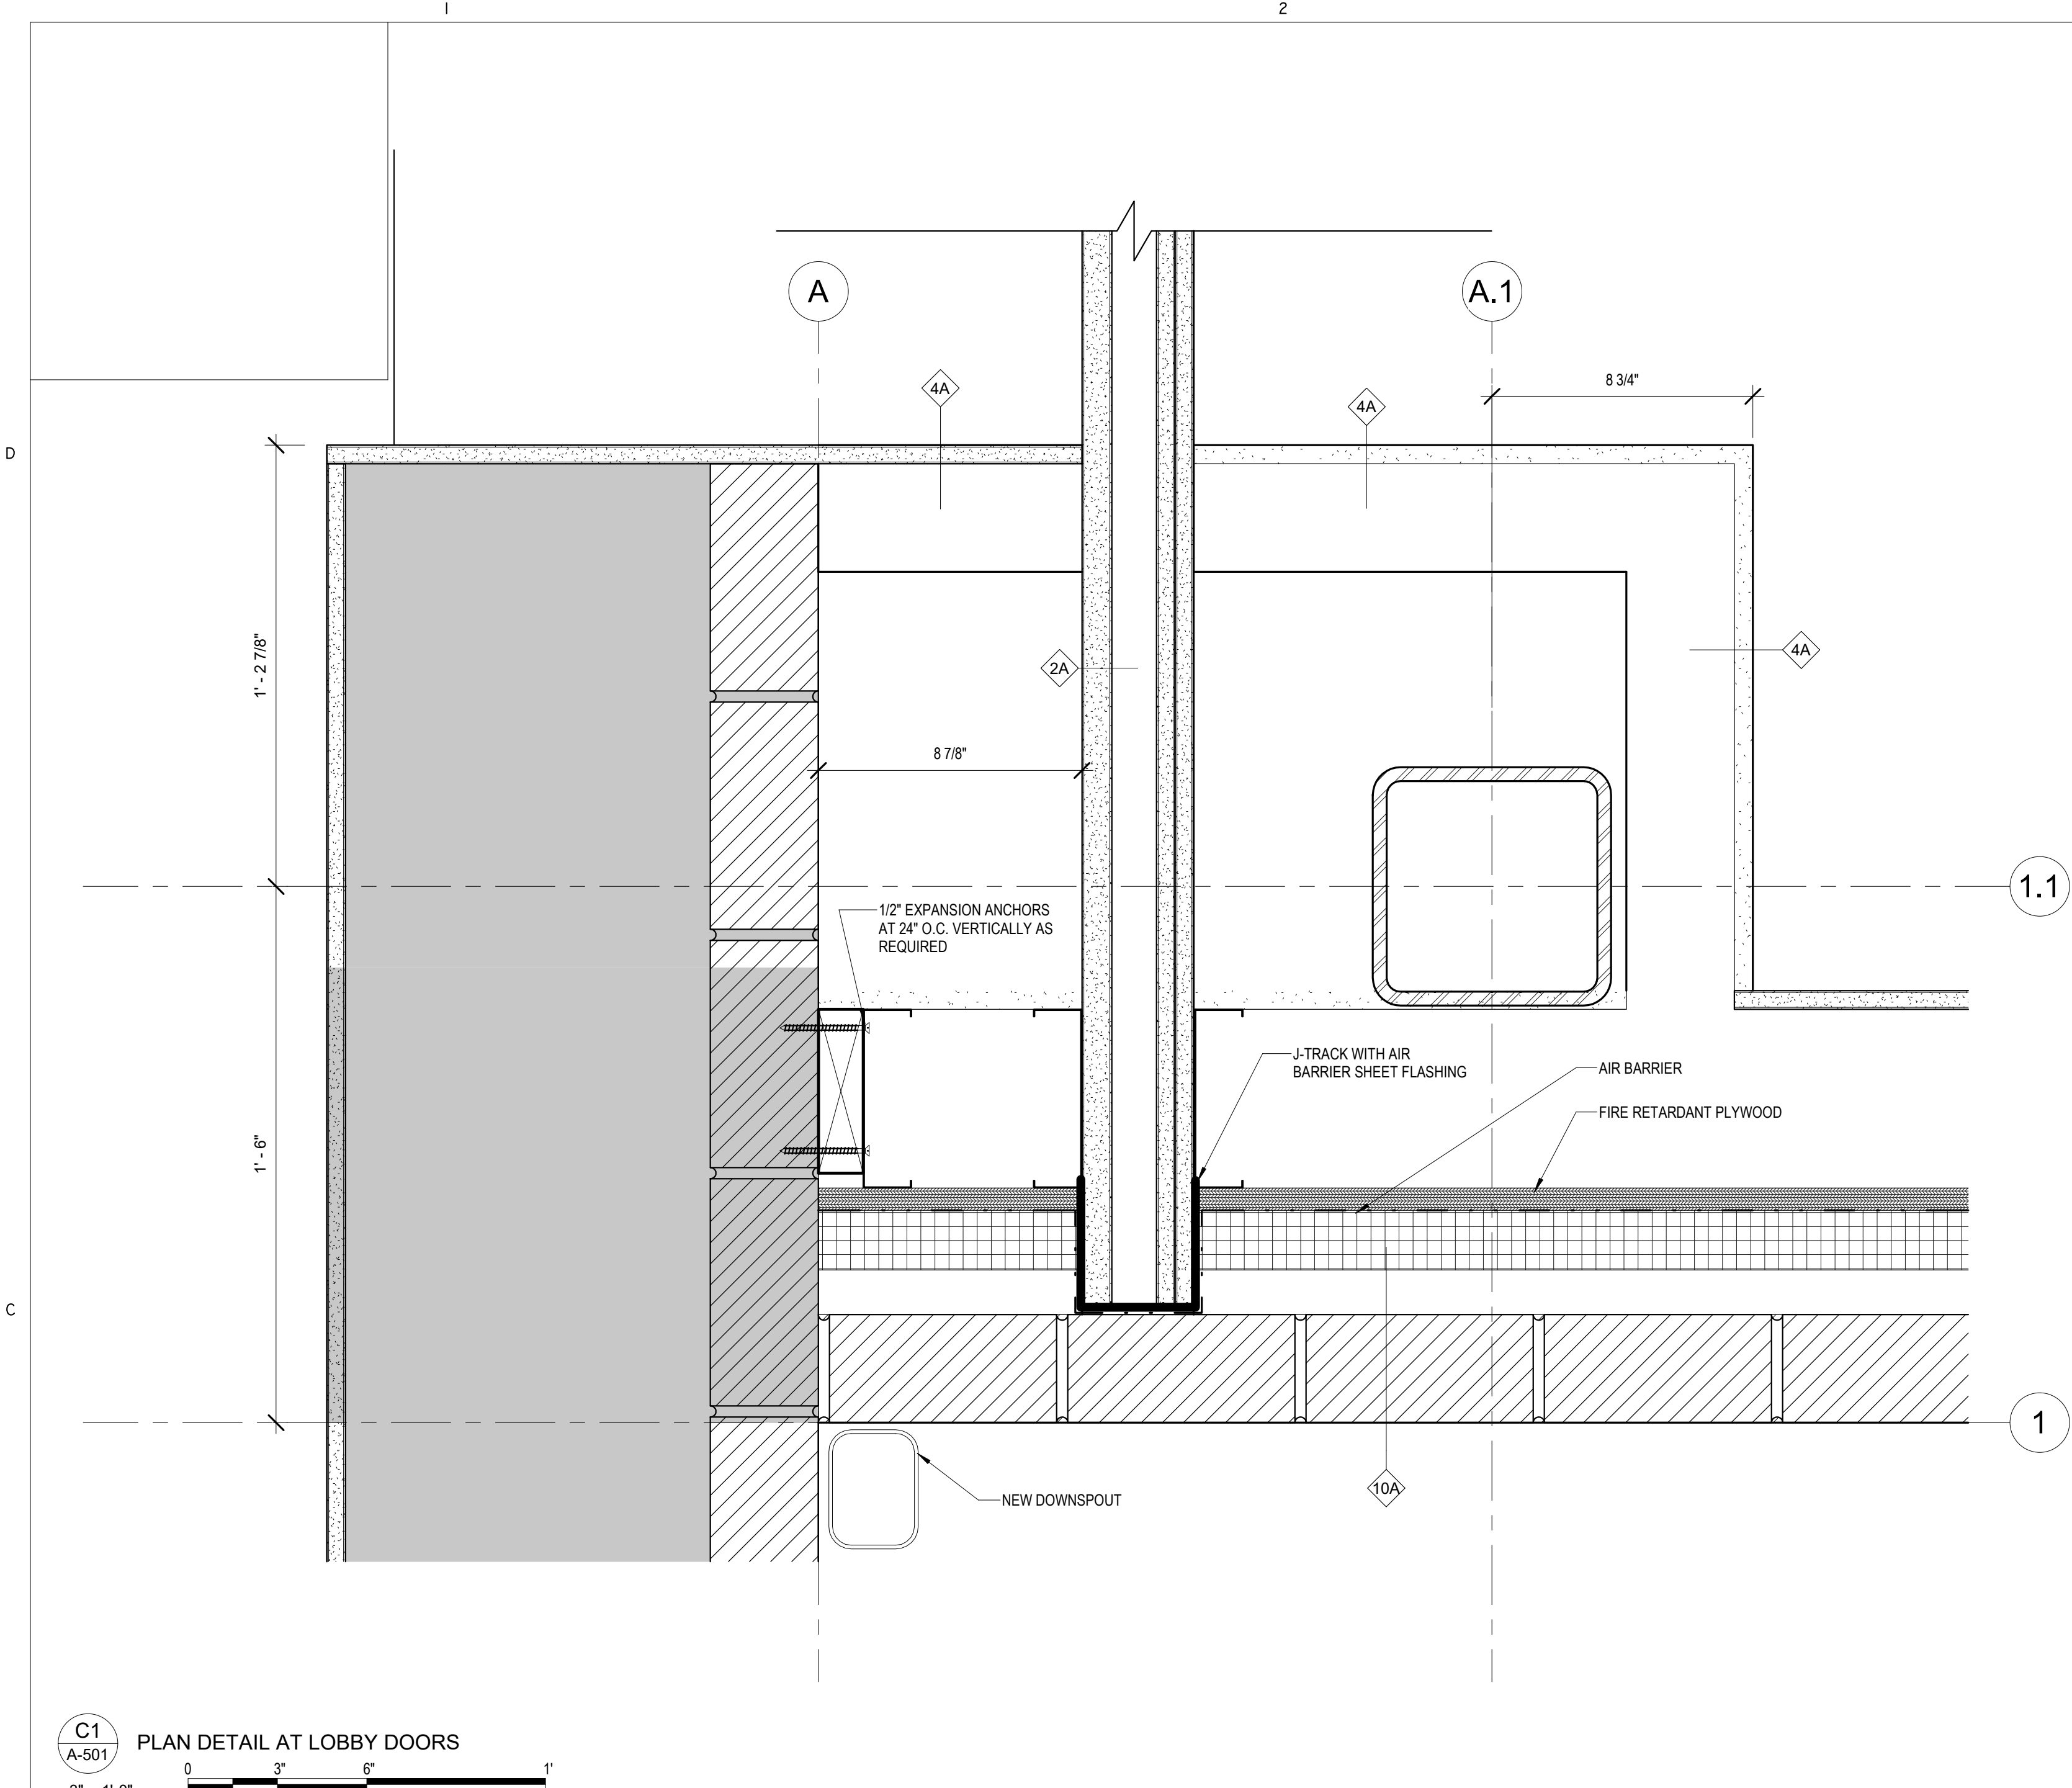 1
2
A
A.1
8 3/4"
4A
4A
D
1' - 2 7/8"
2A
4A
8 7/8"
1.1
1/2" EXPANSION ANCHORS
AT 24" O.C. VERTICALLY AS
REQUIRED
J-TRACK WITH AIR
BARRIER SHEET FLASHING
AIR BARRIER
FIRE RETARDANT PLYWOOD
1' - 6"
C
1
10A
NEW DOWNSPOUT
C1
A-501
PLAN DETAIL AT LOBBY DOORS
0 3" 6" 1'